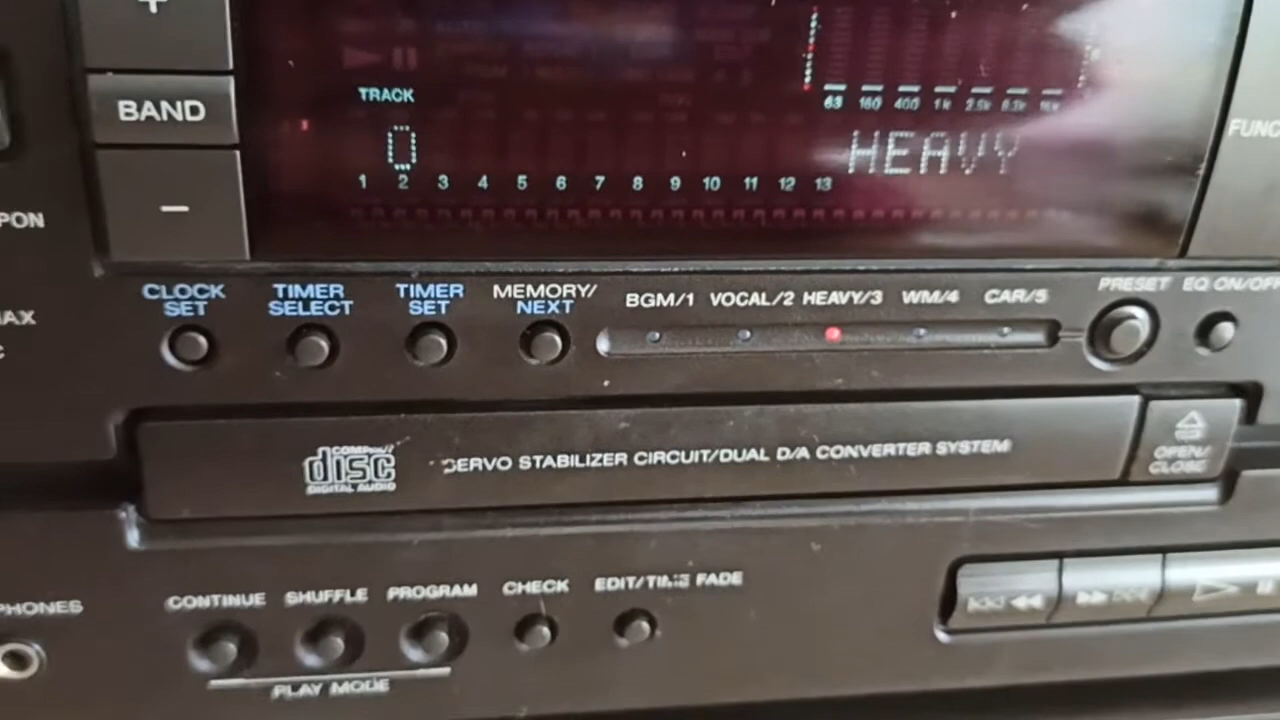 TRACK
BAND
63 160 400 1k 2.5k 6.3k 16k
0
HEAVY
1 2 3 4 5 6 7 8 9 10 11 12 13
FUNC
PON
AX
CLOCK SET
TIMER SELECT
TIMER SET
MEMORY/ NEXT
BGM/1 VOCAL/2 HEAVY/3 WM/4 CAR/5
PRESET EQ ON/OFF
COMPACT
disc
DIGITAL AUDIO
SERVO STABILIZER CIRCUIT/DUAL D/A CONVERTER SYSTEM
OPEN/
CLOSE
PHONES
CONTINUE SHUFFLE PROGRAM CHECK EDIT/TIME FADE
PLAY MODE